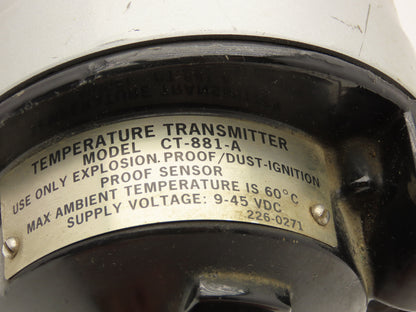 TEMPERATURE TRANSMITTER
MODEL CT-881-A
USE ONLY EXPLOSION.PROOF/DUST-IGNITION
PROOF SENSOR
MAX AMBIENT TEMPERATURE IS 60°C
SUPPLY VOLTAGE: 9-45 VDC
226-0271